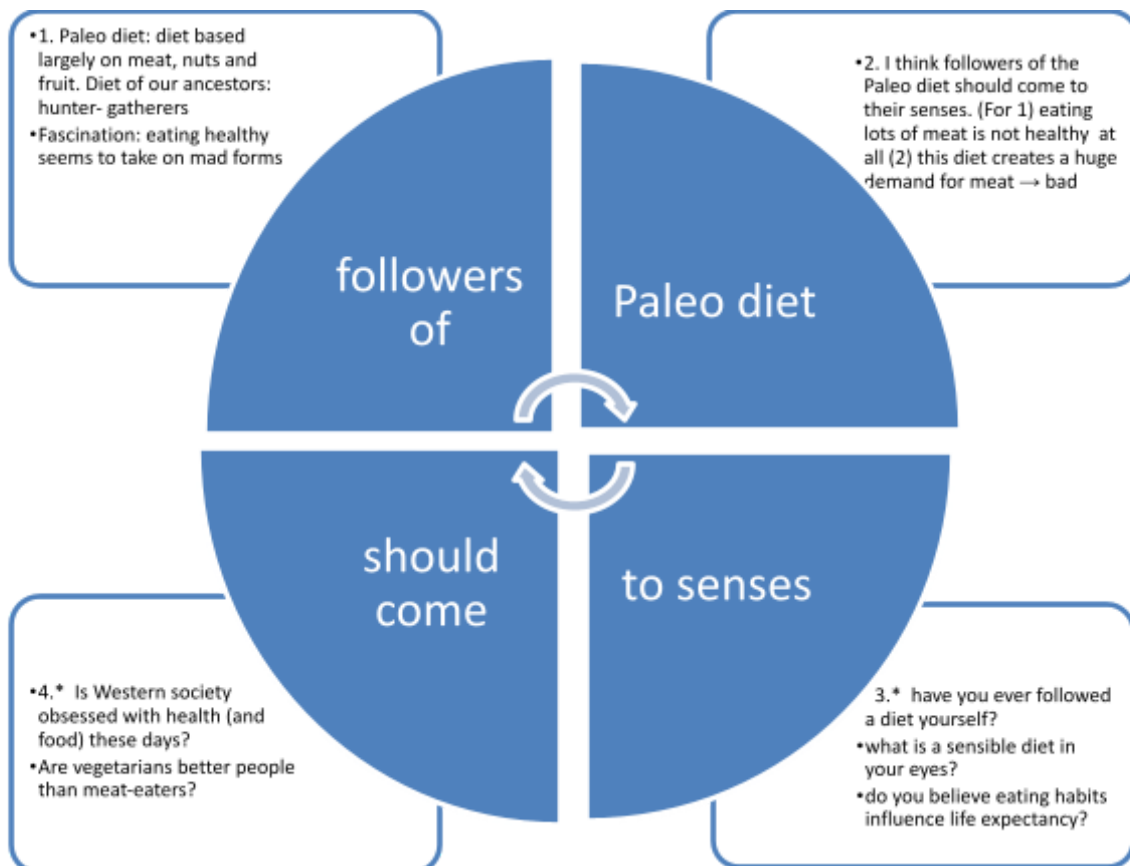 •1. Paleo diet: diet based
largely on meat, nuts and
fruit. Diet of our ancestors:
hunter- gatherers
•Fascination: eating healthy
seems to take on mad forms
•2. I think followers of the
Paleo diet should come to
their senses. (For 1) eating
lots of meat is not healthy at
all (2) this diet creates a huge
demand for meat → bad
followers
of
Paleo diet
should
come
to senses
•4.* Is Western society
obsessed with health (and
food) these days?
•Are vegetarians better people
than meat-eaters?
3.* have you ever followed
a diet yourself?
•what is a sensible diet in
your eyes?
•do you believe eating habits
influence life expectancy?